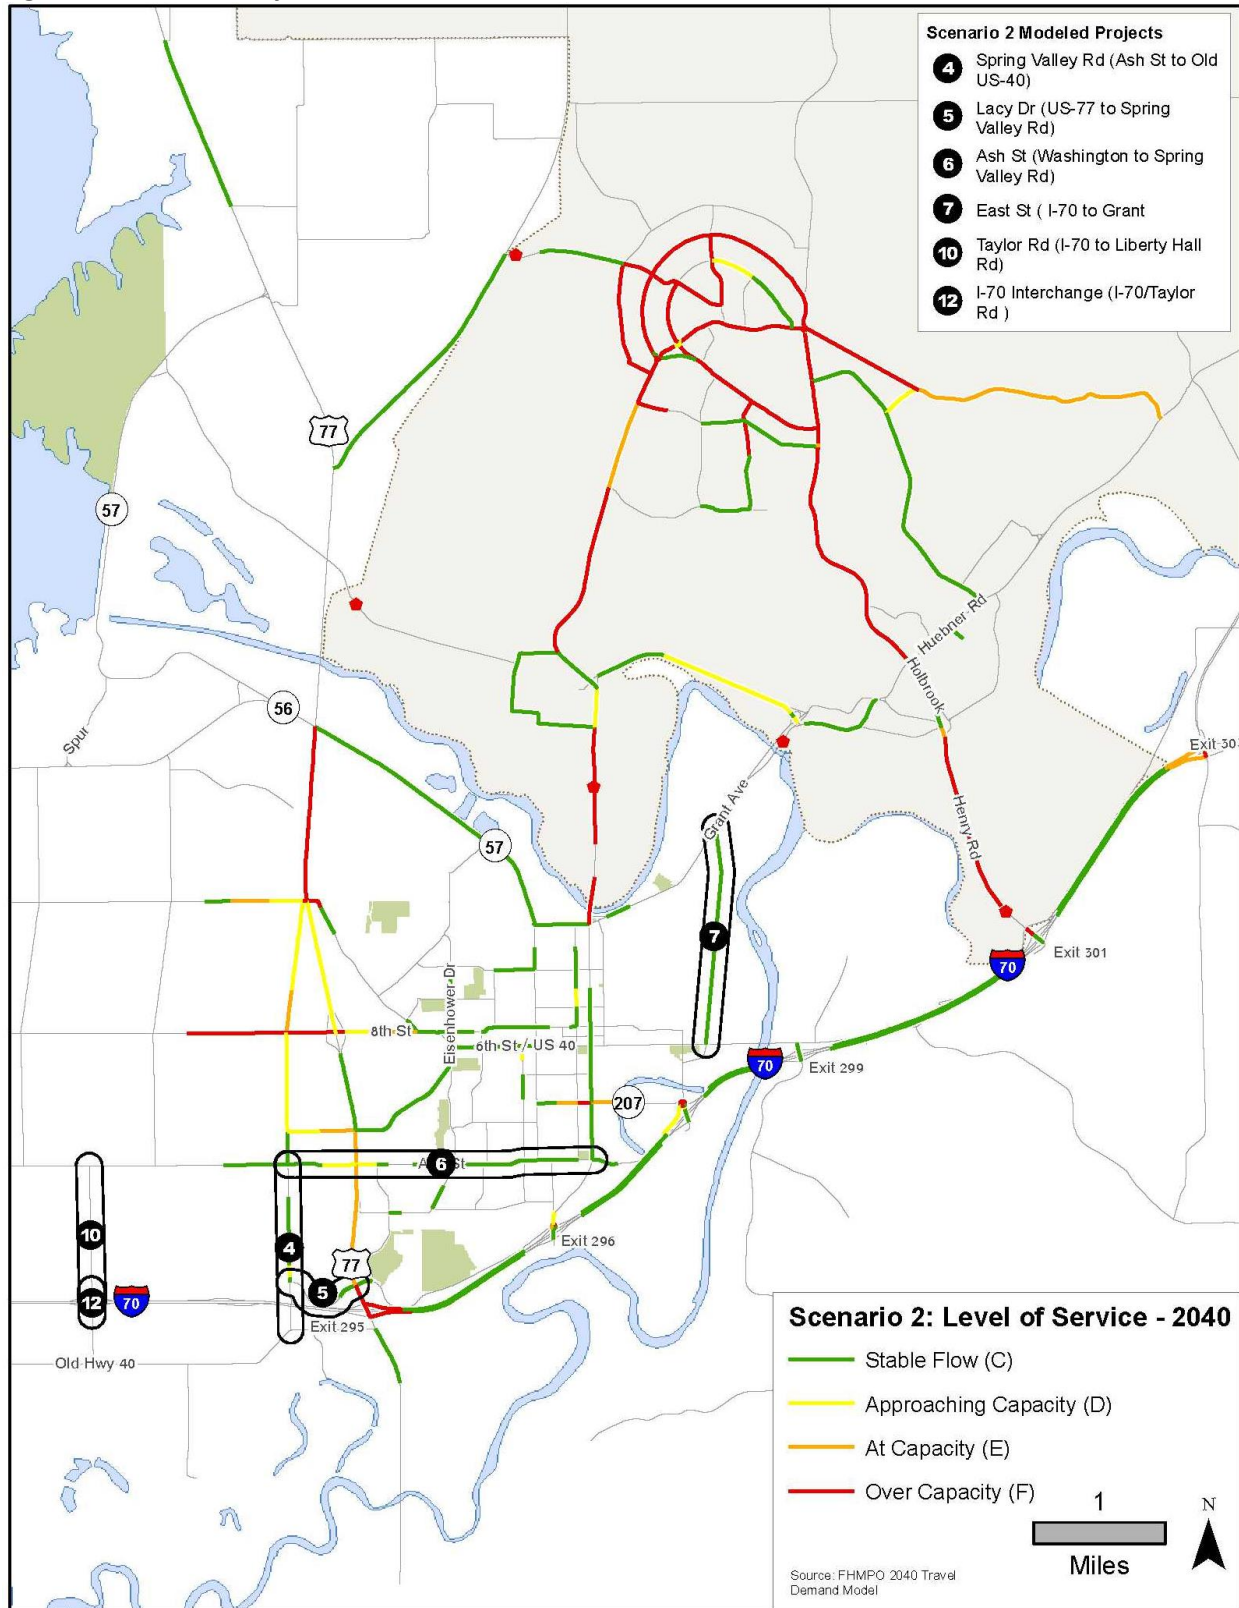 Scenario 2 Modeled Projects
4 Spring Valley Rd (Ash St to Old
US-40)
5 Lacy Dr (US-77 to Spring
Valley Rd)
6 Ash St (Washington to Spring
Valley Rd)
7 East St ( I-70 to Grant
10 Taylor Rd (I-70 to Liberty Hall
Rd)
12 I-70 Interchange (I-70/Taylor
Rd )
77
57
Huebner Rd
Holbrook
56
Spur
Exit 30
Grant Ave
Henry Rd
57
7
Exit 301
70
Eisenhower Dr
8th St
6th St / US 40
70
Exit 299
207
6
10
4
Exit 296
77
5
12
70
Exit 295
Old Hwy 40
Scenario 2: Level of Service - 2040
Stable Flow (C)
Approaching Capacity (D)
At Capacity (E)
Over Capacity (F)
1
Miles
N
Source: FHMPO 2040 Travel
Demand Model